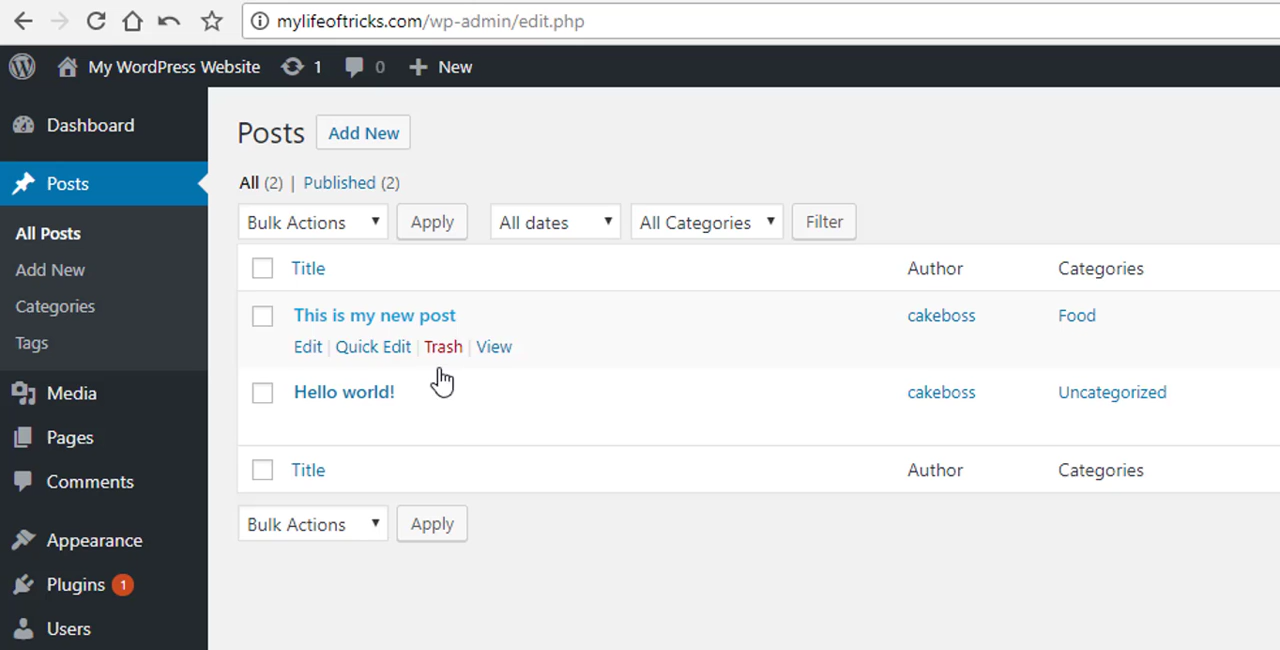 mylifeoftricks.com/wp-admin/edit.php
My WordPress Website 1 0 New
Dashboard
Posts
All Posts
Add New
Categories
Tags
Media
Pages
Comments
Appearance
Plugins 1
Users
Posts Add New
All (2) | Published (2)
Bulk Actions Apply All dates All Categories Filter
Title Author Categories
This is my new post cakeboss Food
Edit | Quick Edit | Trash | View
Hello world! cakeboss Uncategorized
Title Author Categories
Bulk Actions Apply